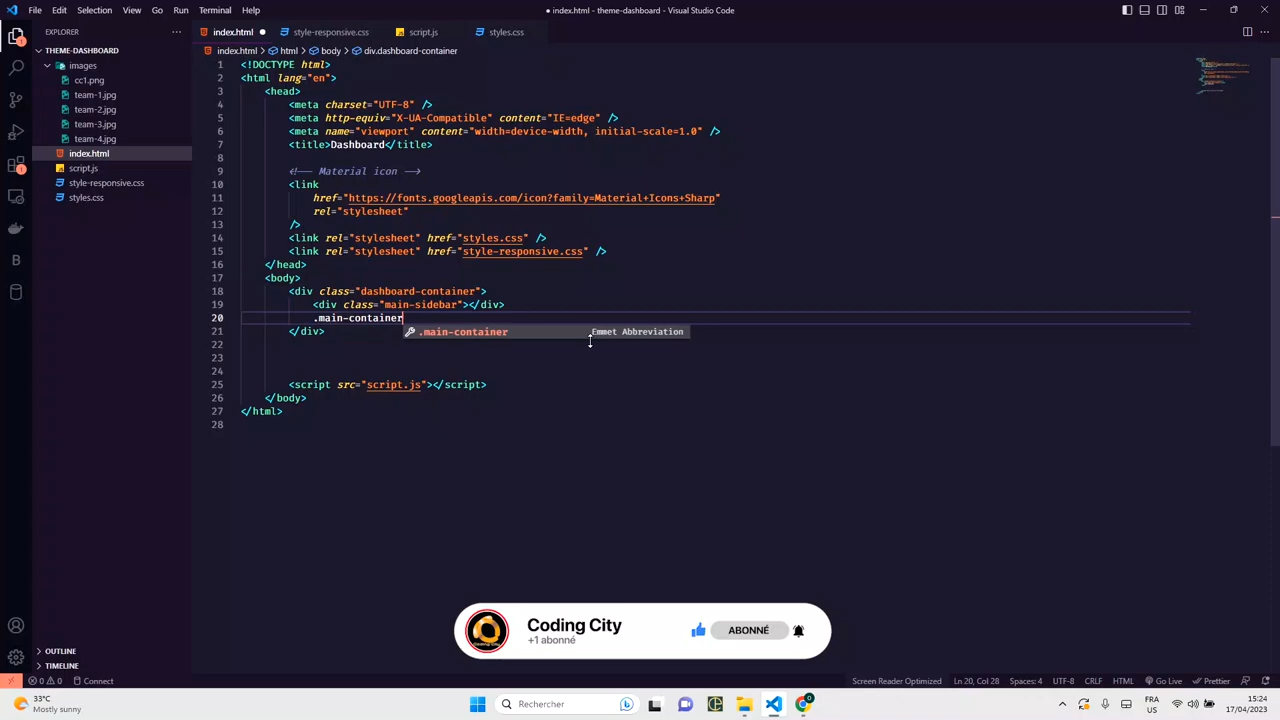 File Edit Selection View Go Run Terminal Help
● index.html - theme-dashboard - Visual Studio Code
EXPLORER
THEME-DASHBOARD
images
cc1.png
team-1.jpg
team-2.jpg
team-3.jpg
team-4.jpg
index.html
script.js
style-responsive.css
styles.css
OUTLINE
TIMELINE
index.html style-responsive.css script.js styles.css
index.html > html > body > div.dashboard-container
1 <!DOCTYPE html>
2 <html lang="en">
3 <head>
4 <meta charset="UTF-8" />
5 <meta http-equiv="X-UA-Compatible" content="IE=edge" />
6 <meta name="viewport" content="width=device-width, initial-scale=1.0" />
7 <title>Dashboard</title>
8
9 <!-- Material icon -->
10 <link
11 href="https://fonts.googleapis.com/icon?family=Material+Icons+Sharp"
12 rel="stylesheet"
13 />
14 <link rel="stylesheet" href="styles.css" />
15 <link rel="stylesheet" href="style-responsive.css" />
16 </head>
17 <body>
18 <div class="dashboard-container">
19 <div class="main-sidebar"></div>
20 .main-container
.main-container Emmet Abbreviation
21 </div>
22
23
24
25 <script src="script.js"></script>
26 </body>
27 </html>
28
Coding City
+1 abonné
ABONNÉ
0 0 Connect
Screen Reader Optimized Ln 20, Col 28 Spaces: 4 UTF-8 CRLF HTML Go Live Prettier
33°C
Mostly sunny
Rechercher
FRA
US
15:24
17/04/2023